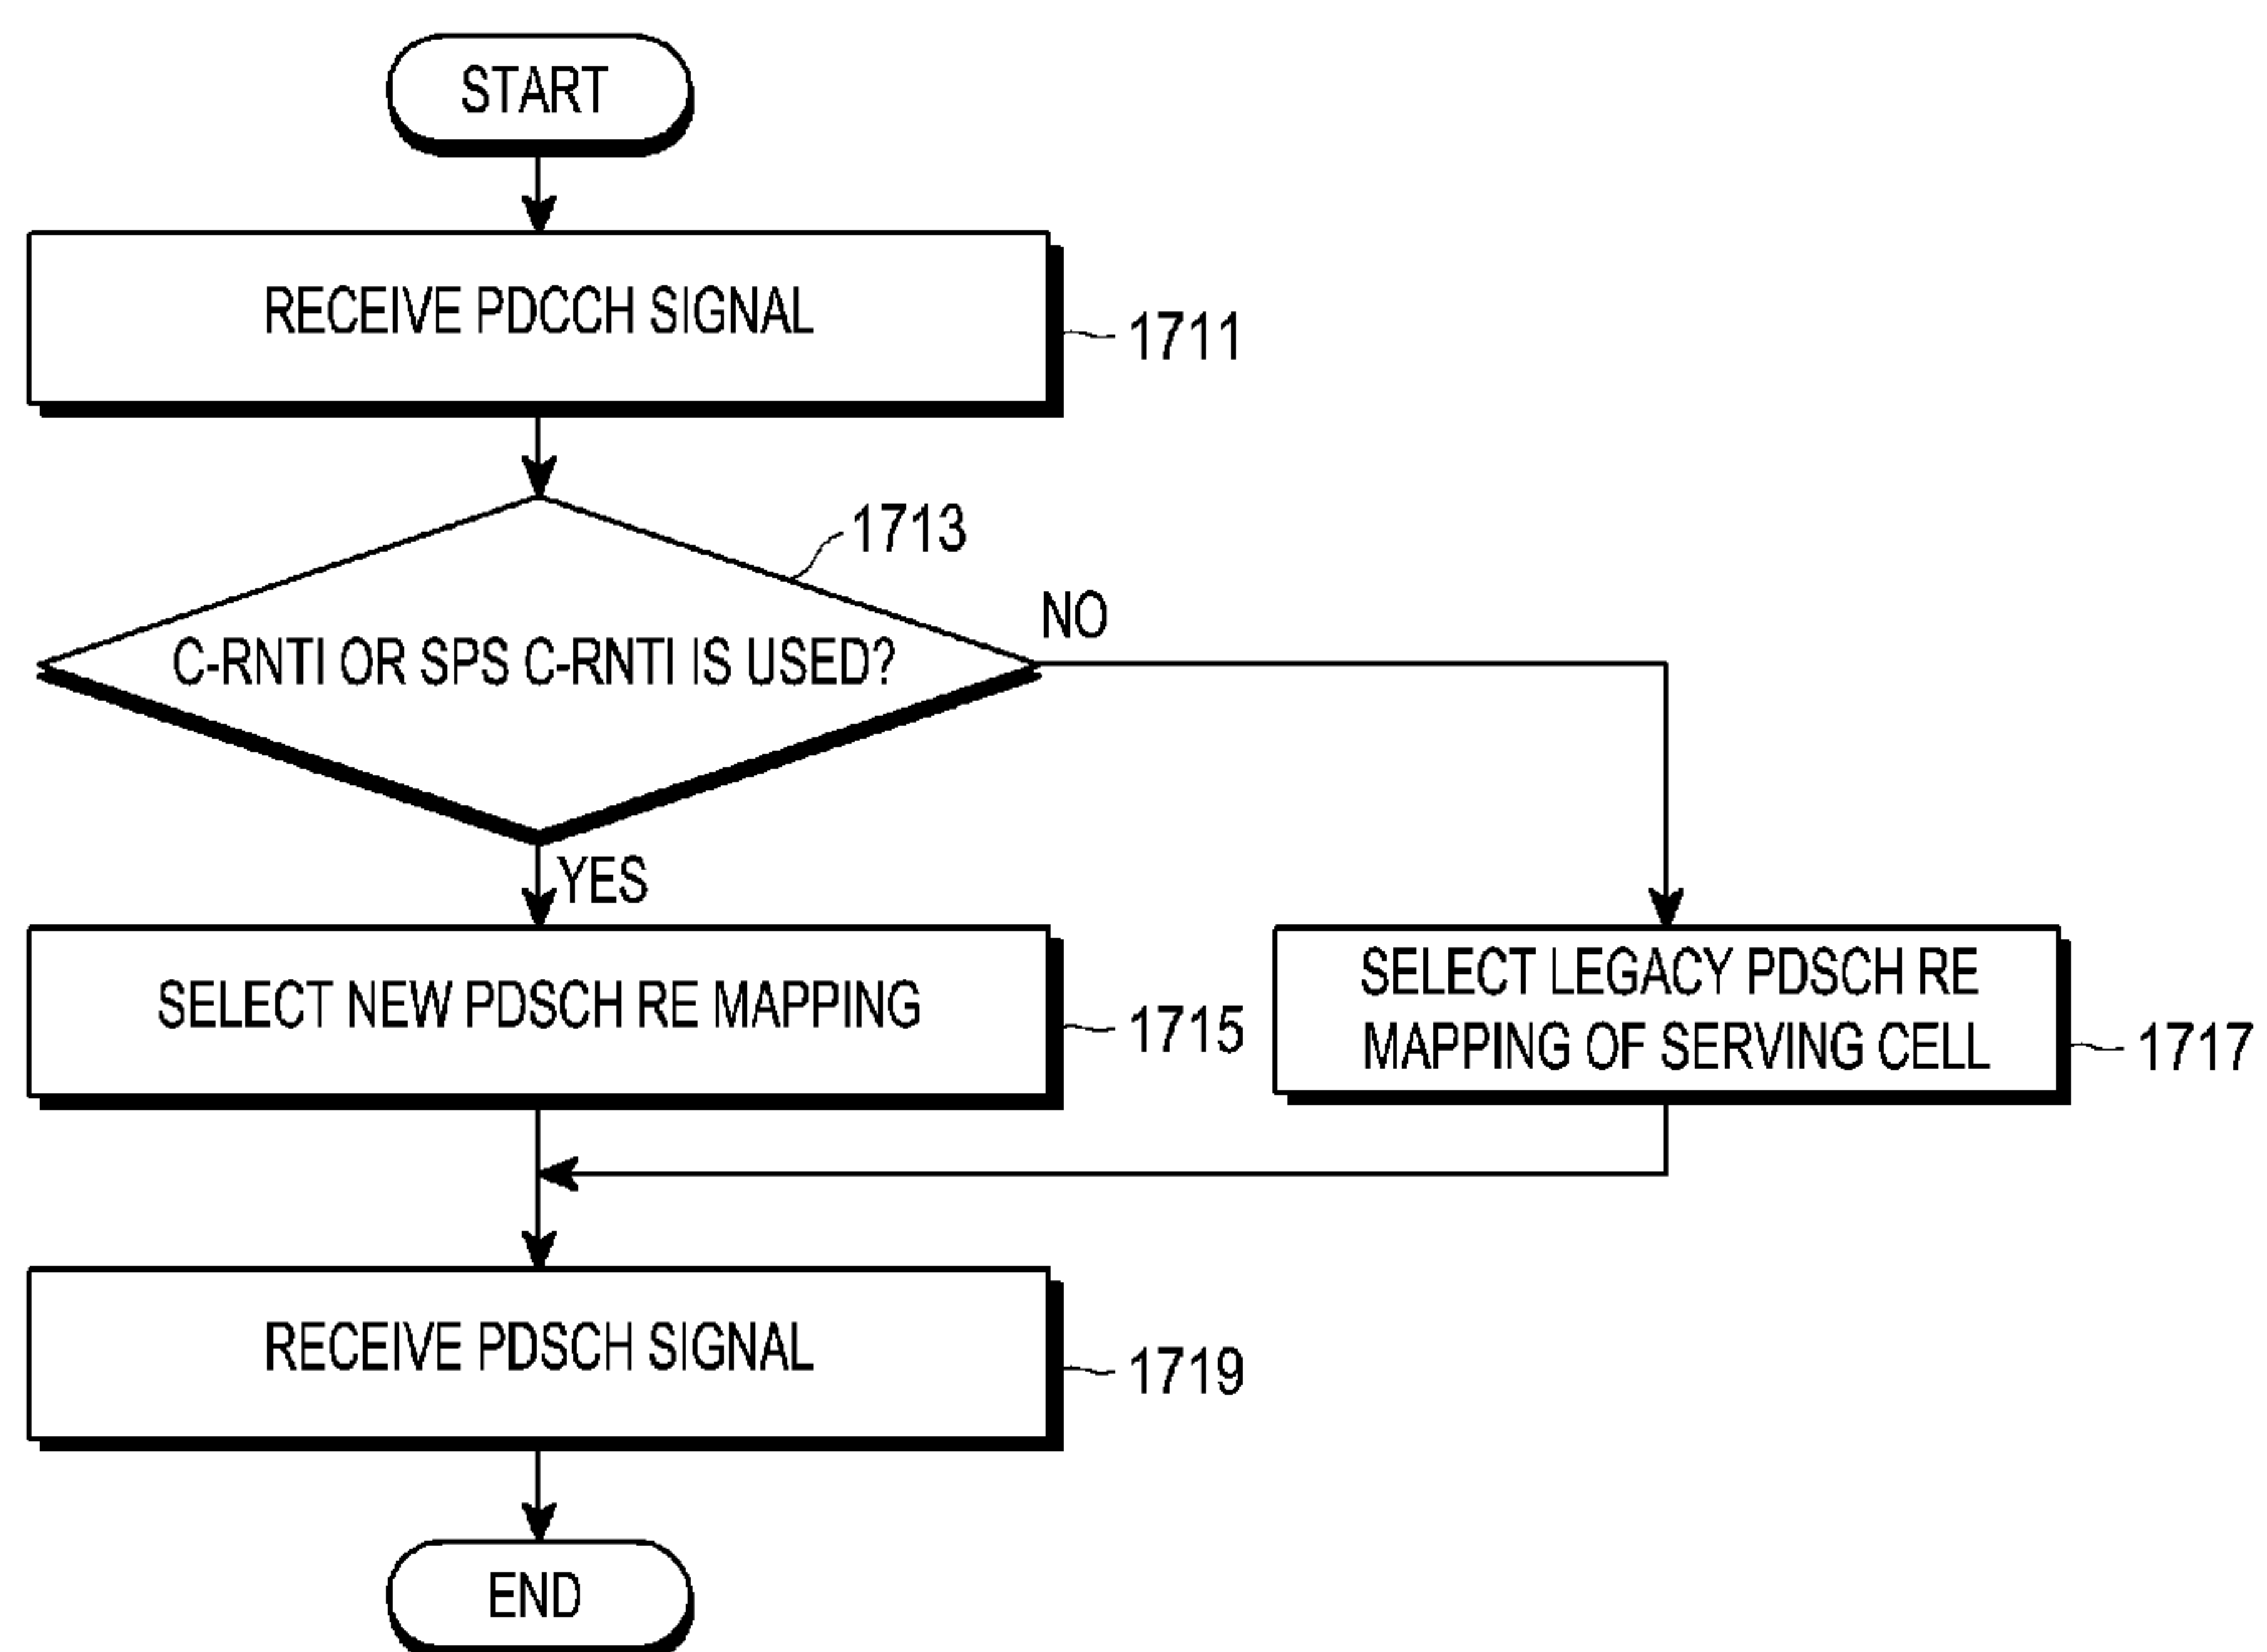 START
RECEIVE PDCCH SIGNAL
1711
1713
C-RNTI OR SPS C-RNTI IS USED?
NO
YES
SELECT NEW PDSCH RE MAPPING
1715
SELECT LEGACY PDSCH RE
MAPPING OF SERVING CELL
1717
RECEIVE PDSCH SIGNAL
1719
END